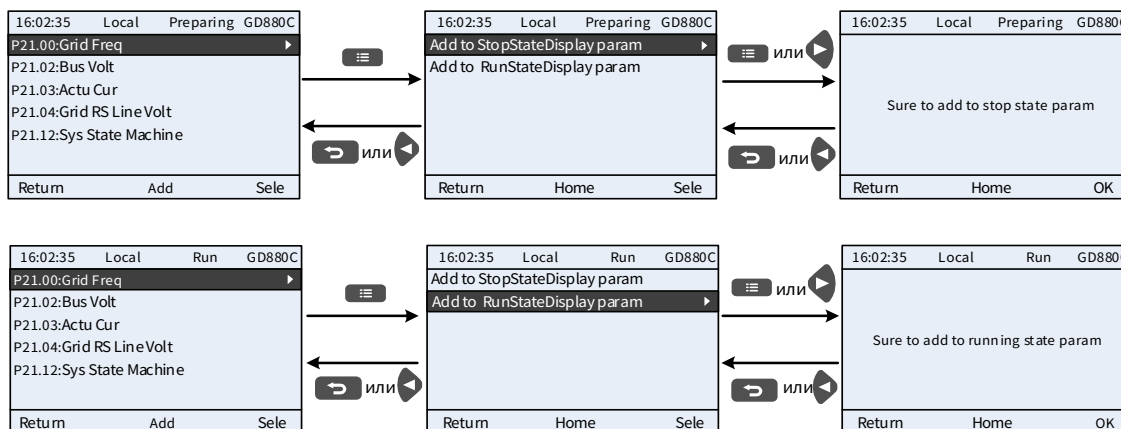 16:02:35 Local Preparing GD880C
P21.00:Grid Freq
P21.02:Bus Volt
P21.03:Actu Cur
P21.04:Grid RS Line Volt
P21.12:Sys State Machine
Return Add Sele
или
16:02:35 Local Preparing GD880C
Add to StopStateDisplay param
Add to RunStateDisplay param
Return Home Sele
или
или
16:02:35 Local Preparing GD880
Sure to add to stop state param
Return Home OK
16:02:35 Local Run GD880C
P21.00:Grid Freq
P21.02:Bus Volt
P21.03:Actu Cur
P21.04:Grid RS Line Volt
P21.12:Sys State Machine
Return Add Sele
или
16:02:35 Local Run GD880C
Add to StopStateDisplay param
Add to RunStateDisplay param
Return Home Sele
или
или
16:02:35 Local Run GD880
Sure to add to running state param
Return Home OK